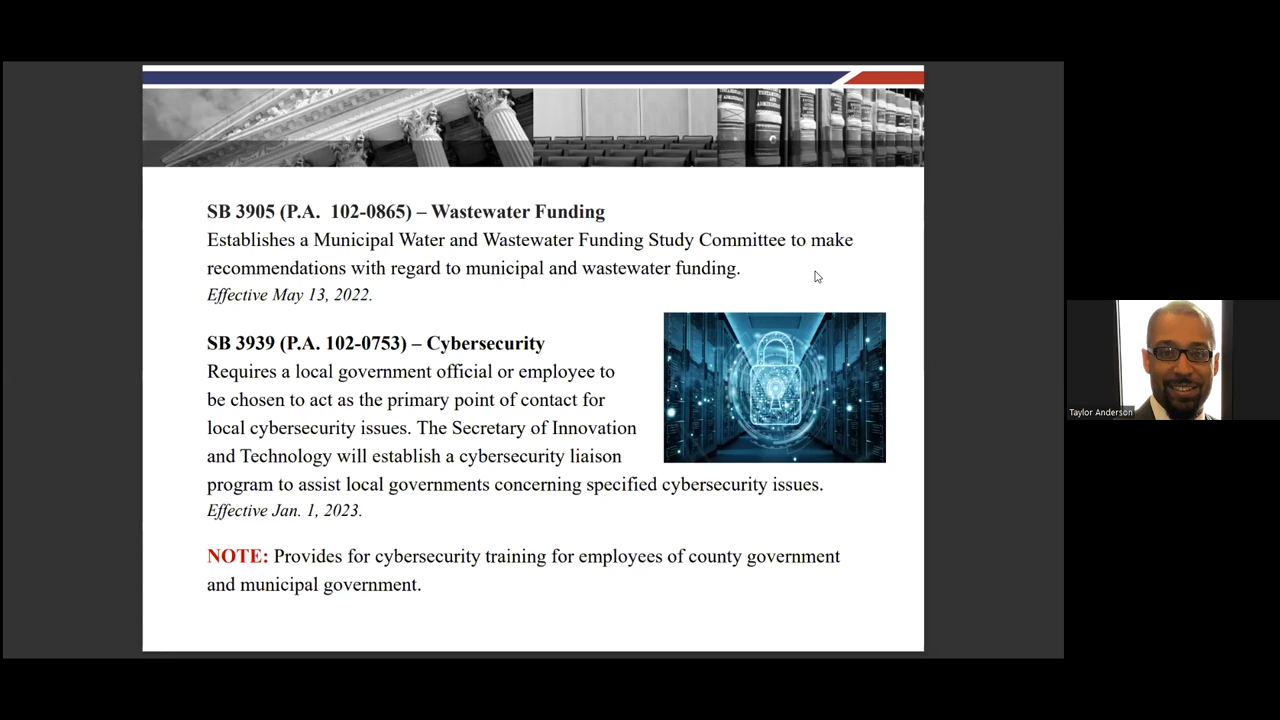 SB 3905 (P.A. 102-0865) – Wastewater Funding
Establishes a Municipal Water and Wastewater Funding Study Committee to make
recommendations with regard to municipal and wastewater funding.
Effective May 13, 2022.
SB 3939 (P.A. 102-0753) – Cybersecurity
Requires a local government official or employee to
be chosen to act as the primary point of contact for
local cybersecurity issues. The Secretary of Innovation
and Technology will establish a cybersecurity liaison
program to assist local governments concerning specified cybersecurity issues.
Effective Jan. 1, 2023.
NOTE: Provides for cybersecurity training for employees of county government
and municipal government.
Taylor Anderson